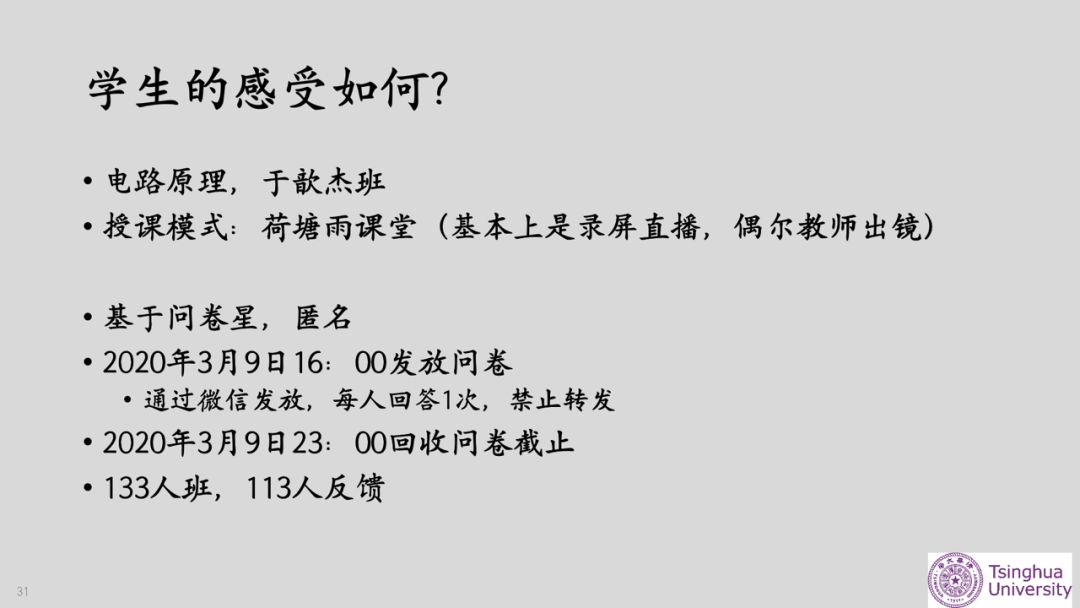 学生的感受如何?
• 电路原理，于歆杰班
• 授课模式：荷塘雨课堂（基本上是录屏直播，偶尔教师出镜）
• 基于问卷星，匿名
• 2020年3月9日16：00发放问卷
• 通过微信发放，每人回答1次，禁止转发
• 2020年3月9日23：00回收问卷截止
• 133人班，113人反馈
31
Tsinghua
University